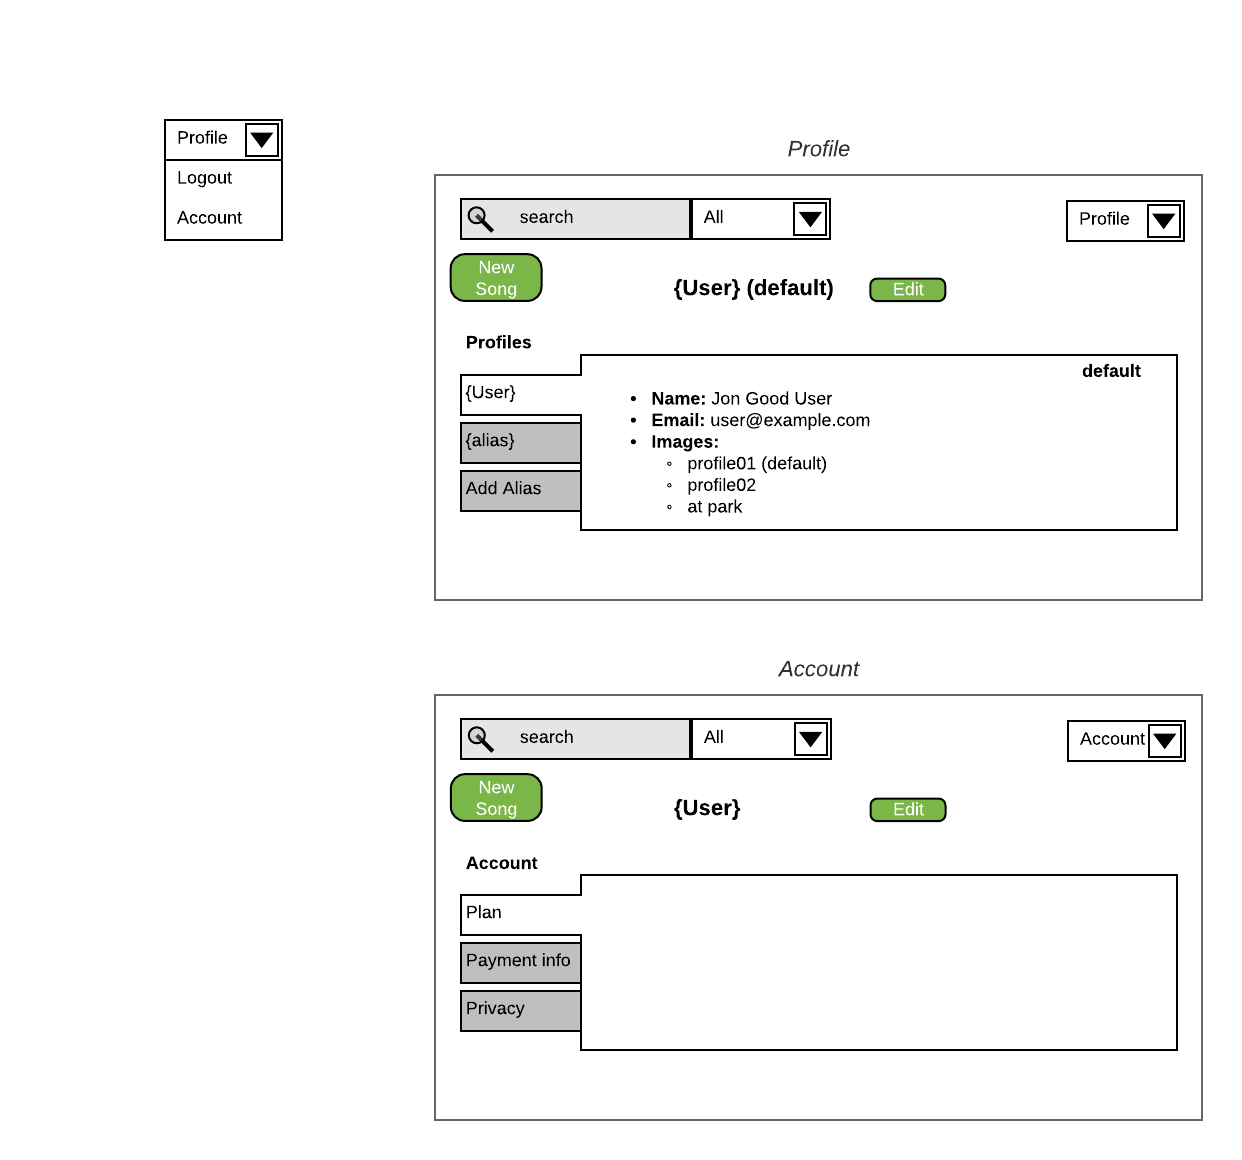 Profile
Logout
Account
Profile
search
All
Profile
New
Song
{User} (default)
Edit
Profiles
{User}
{alias}
Add Alias
default
• Name: Jon Good User
• Email: user@example.com
• Images:
◦ profile01 (default)
◦ profile02
◦ at park
Account
search
All
Account
New
Song
{User}
Edit
Account
Plan
Payment info
Privacy